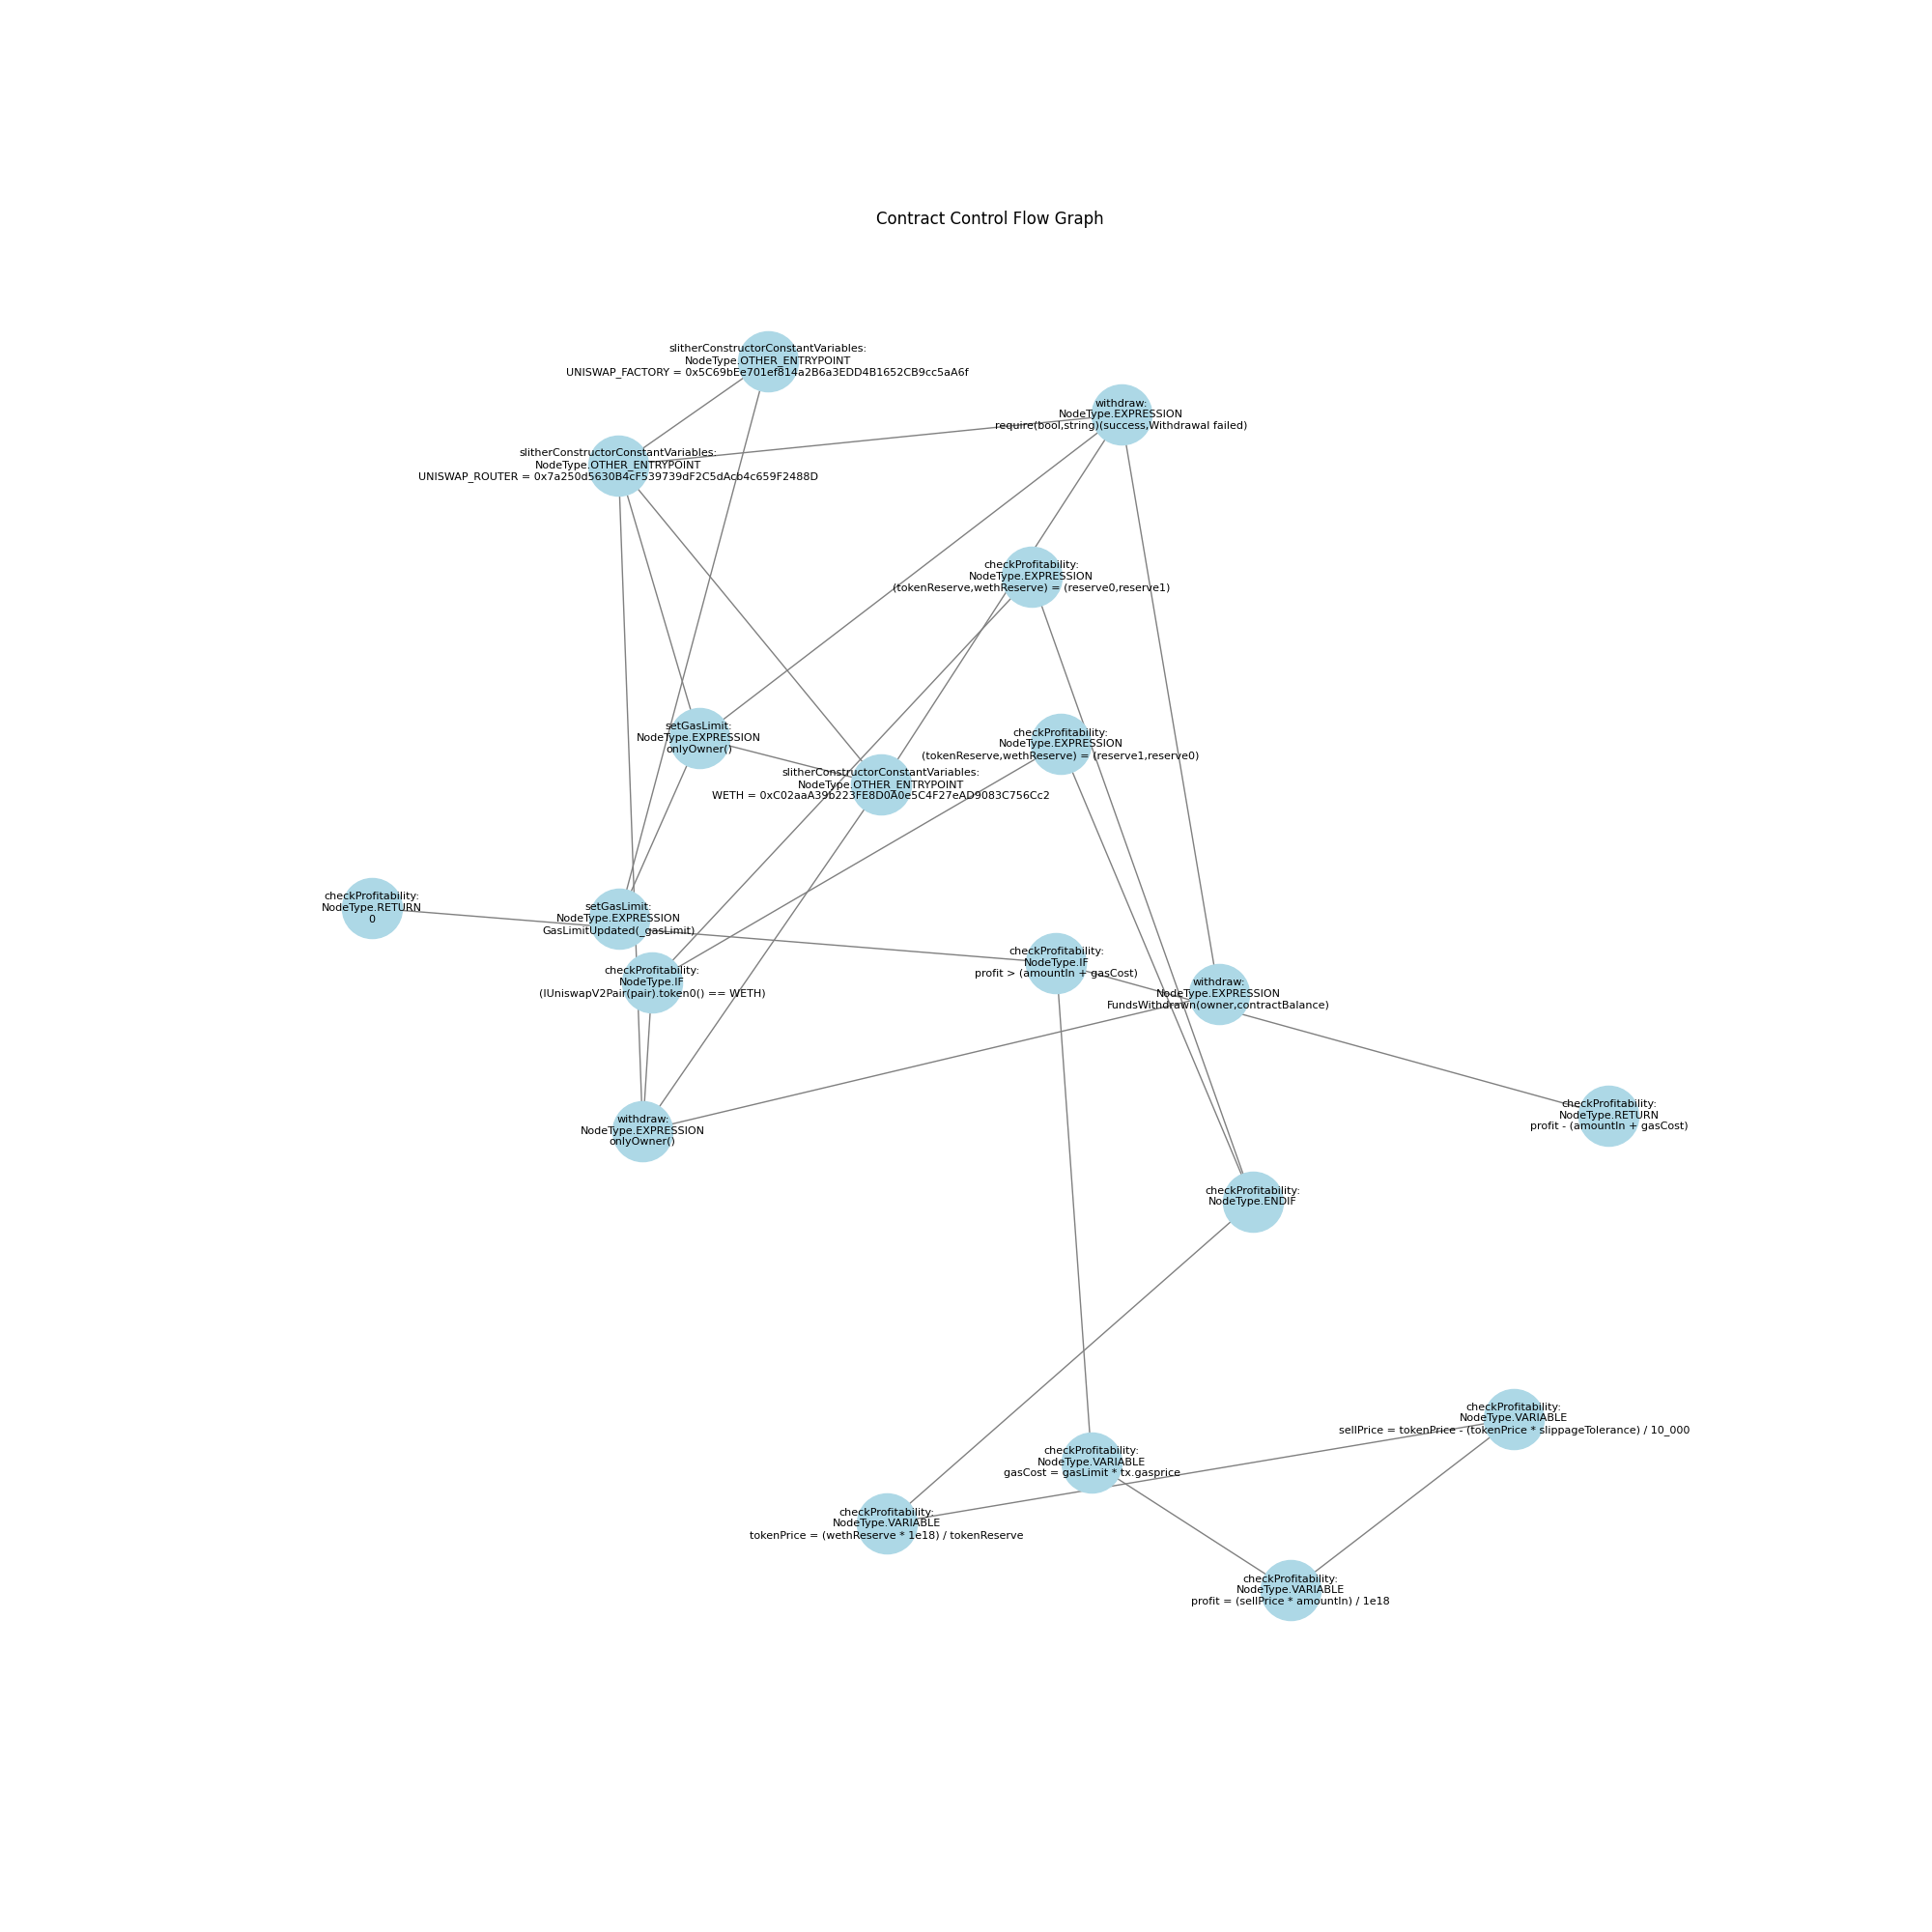 Contract Control Flow Graph
slitherConstructorConstantVariables:
NodeType.OTHER_ENTRYPOINT
UNISWAP_FACTORY = 0x5C69bEe701ef814a2B6a3EDD4B1652CB9cc5aA6f
withdraw:
NodeType.EXPRESSION
require(bool,string)(success,Withdrawal failed)
slitherConstructorConstantVariables:
NodeType.OTHER_ENTRYPOINT
UNISWAP_ROUTER = 0x7a250d5630B4cF539739dF2C5dAcb4c659F2488D
checkProfitability:
NodeType.EXPRESSION
(tokenReserve,wethReserve) = (reserve0,reserve1)
setGasLimit:
NodeType.EXPRESSION
onlyOwner()
checkProfitability:
NodeType.EXPRESSION
(tokenReserve,wethReserve) = (reserve1,reserve0)
slitherConstructorConstantVariables:
NodeType.OTHER_ENTRYPOINT
WETH = 0xC02aaA39b223FE8D0A0e5C4F27eAD9083C756Cc2
checkProfitability:
NodeType.RETURN
0
setGasLimit:
NodeType.EXPRESSION
GasLimitUpdated(_gasLimit)
checkProfitability:
NodeType.IF
profit > (amountIn + gasCost)
checkProfitability:
NodeType.IF
(IUniswapV2Pair(pair).token0() == WETH)
withdraw:
NodeType.EXPRESSION
FundsWithdrawn(owner,contractBalance)
checkProfitability:
NodeType.RETURN
profit - (amountIn + gasCost)
withdraw:
NodeType.EXPRESSION
onlyOwner()
checkProfitability:
NodeType.ENDIF
checkProfitability:
NodeType.VARIABLE
sellPrice = tokenPrice - (tokenPrice * slippageTolerance) / 10_000
checkProfitability:
NodeType.VARIABLE
gasCost = gasLimit * tx.gasprice
checkProfitability:
NodeType.VARIABLE
tokenPrice = (wethReserve * 1e18) / tokenReserve
checkProfitability:
NodeType.VARIABLE
profit = (sellPrice * amountIn) / 1e18